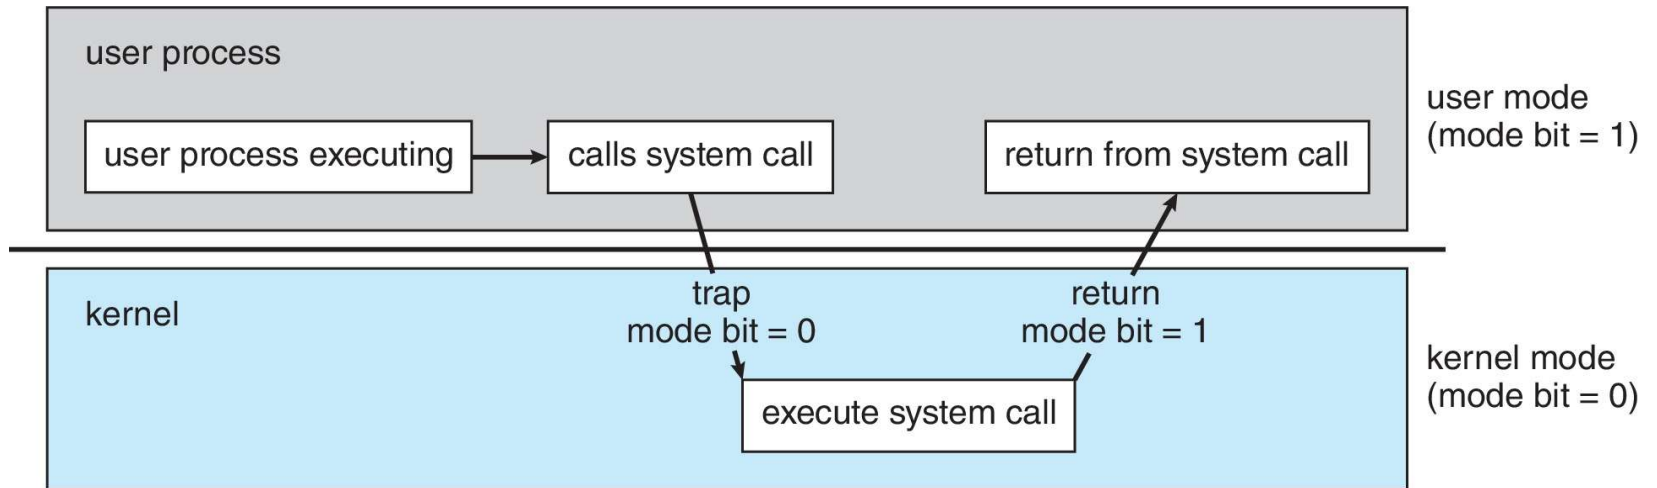 user process
user process executing
calls system call
return from system call
user mode
(mode bit = 1)
kernel
trap
mode bit = 0
return
mode bit = 1
execute system call
kernel mode
(mode bit = 0)